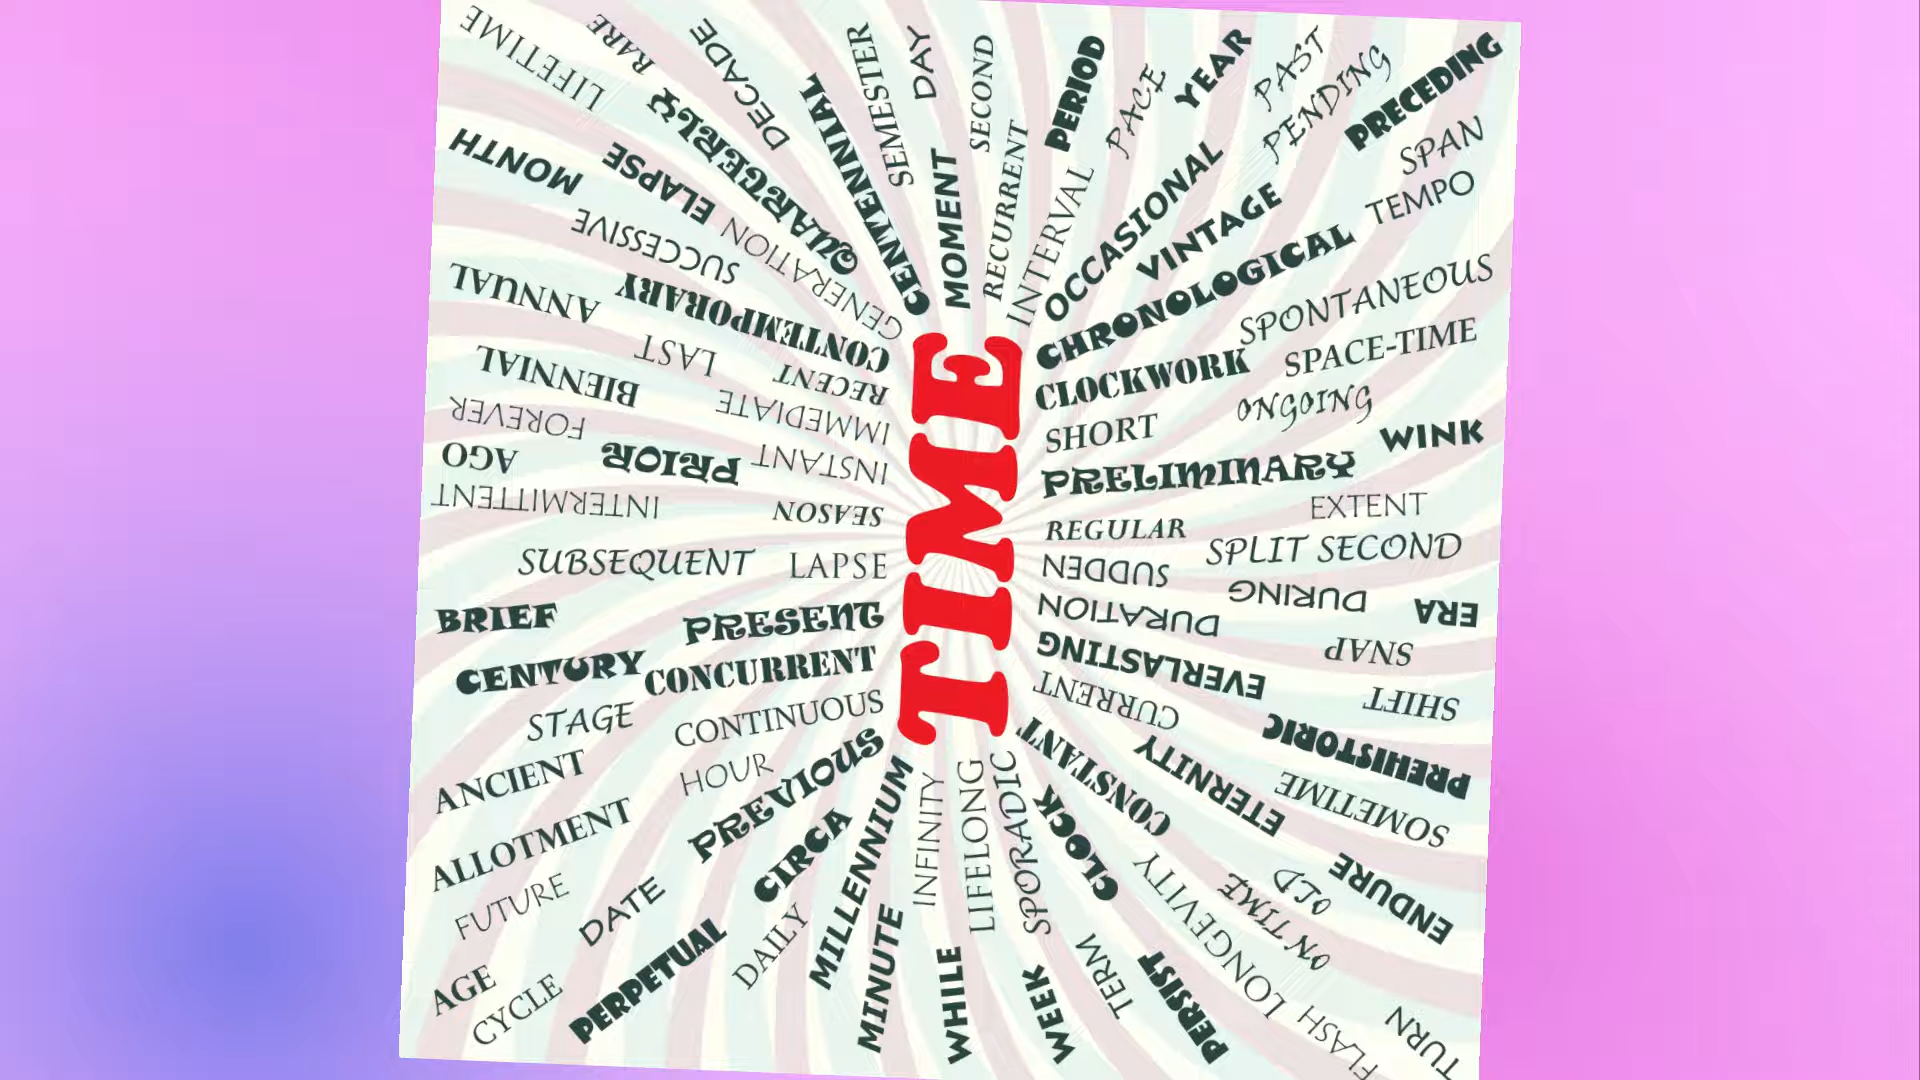 LIFETIME
RARE
DECADE
SEMESTER
DAY
SECOND
PERIOD
PACE
YEAR
PAST
PENDING
PRECEDING
MONTH
ELAPSE
QUARTERLY
CENTENNIAL
MOMENT
RECURRENT
INTERVAL
OCCASIONAL
VINTAGE
SPAN
TEMPO
SUCCESSIVE
GENERATION
CHRONOLOGICAL
SPONTANEOUS
ANNUAL
CONTEMPORARY
LAST
RECENT
CLOCKWORK
SPACE-TIME
BIENNIAL
IMMEDIATE
SHORT
ONGOING
FOREVER
WINK
AGO
PRIOR
INSTANT
PRELIMINARY
INTERMITTENT
SEASON
EXTENT
TIME
REGULAR
SPLIT SECOND
SUBSEQUENT
LAPSE
SUDDEN
DURING
ERA
BRIEF
PRESENT
DURATION
SNAP
CENTURY
CONCURRENT
EVERLASTING
SHIFT
STAGE
CONTINUOUS
CURRENT
PREHISTORIC
ANCIENT
HOUR
PREVIOUS
CONSTANT
ETERNITY
SOMETIME
ALLOTMENT
CIRCA
MILLENNIUM
INFINITY
LIFELONG
SPORADIC
CLOCK
LONGEVITY
ON TIME
OLD
ENDURE
FUTURE
DATE
AGE
CYCLE
PERPETUAL
DAILY
MINUTE
WHILE
WEEK
TERM
PERSIST
FLASH
TURN